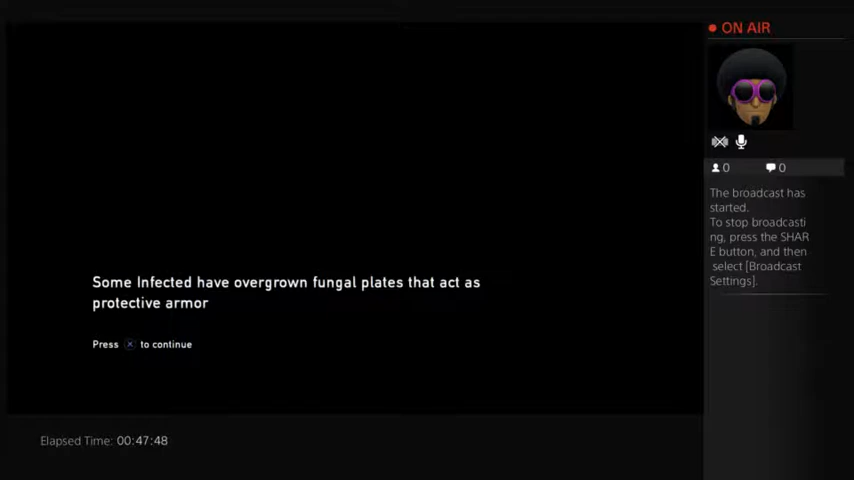 ON AIR
0 0
The broadcast has
started.
To stop broadcasti
ng, press the SHAR
E button, and then
select [Broadcast
Settings].
Some Infected have overgrown fungal plates that act as
protective armor
Press ✕ to continue
Elapsed Time: 00:47:48